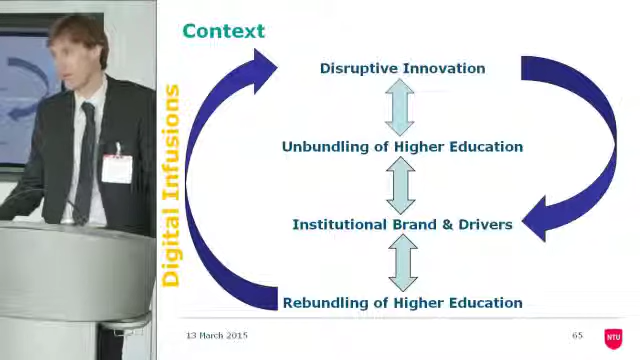 Context
Digital Infusions
Disruptive Innovation
Unbundling of Higher Education
Institutional Brand & Drivers
Rebundling of Higher Education
13 March 2015
65
NTU